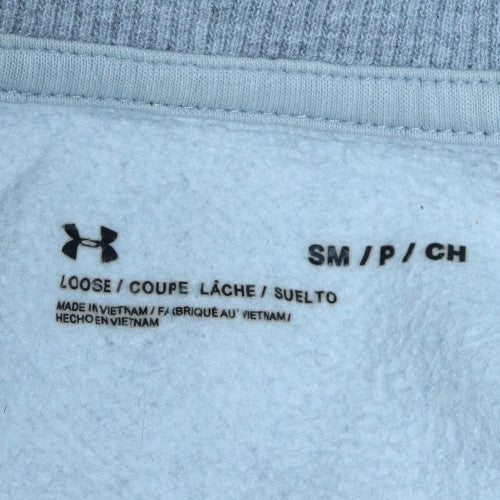 SM / P / CH
LOOSE / COUPE LÂCHE / SUELTO
MADE IN VIETNAM / FABRIQUÉ AU VIETNAM /
HECHO EN VIETNAM